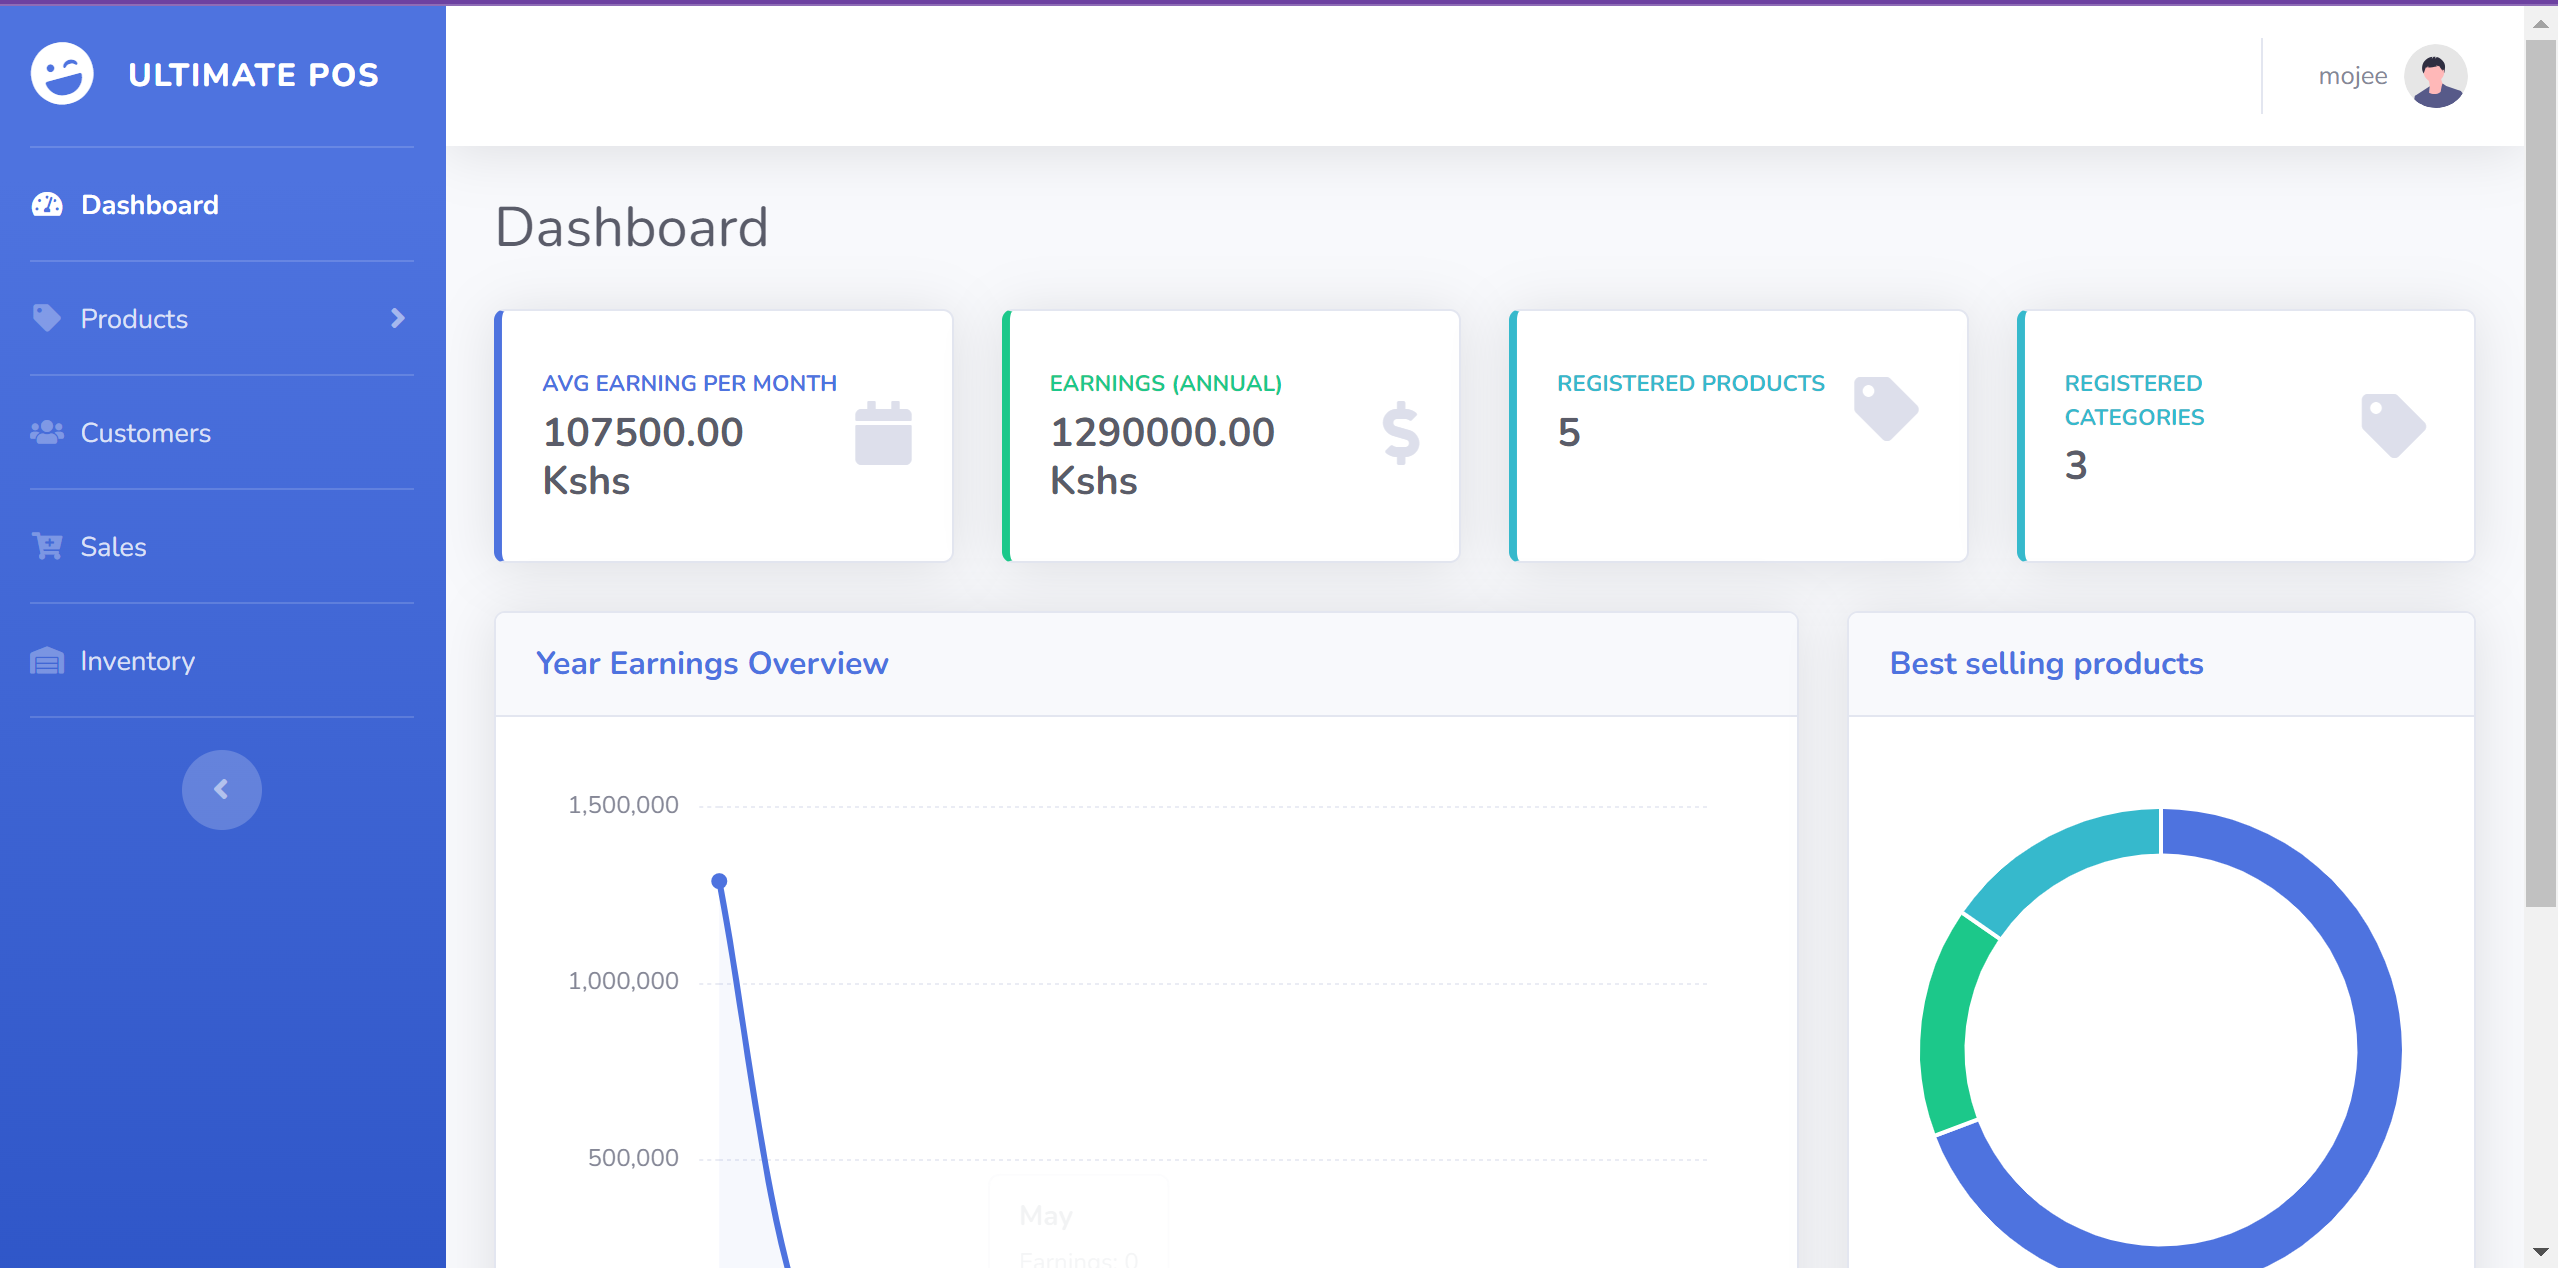 ULTIMATE POS
mojee
Dashboard
Products
Customers
Sales
Inventory
Dashboard
AVG EARNING PER MONTH
107500.00
Kshs
EARNINGS (ANNUAL)
1290000.00
Kshs
REGISTERED PRODUCTS
5
REGISTERED
CATEGORIES
3
Year Earnings Overview
1,500,000
1,000,000
500,000
May
Earnings: 0
Best selling products